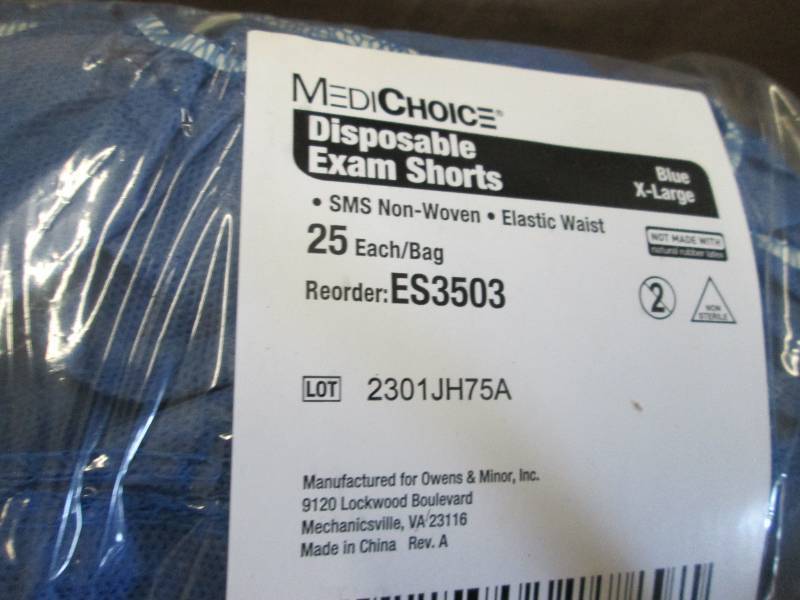 MEDICHOICE®
Disposable
Exam Shorts
Blue
X-Large
• SMS Non-Woven • Elastic Waist
25 Each/Bag
Reorder: ES3503
NOT MADE WITH
natural rubber latex
2
NON
STERILE
LOT 2301JH75A
Manufactured for Owens & Minor, Inc.
9120 Lockwood Boulevard
Mechanicsville, VA 23116
Made in China Rev. A